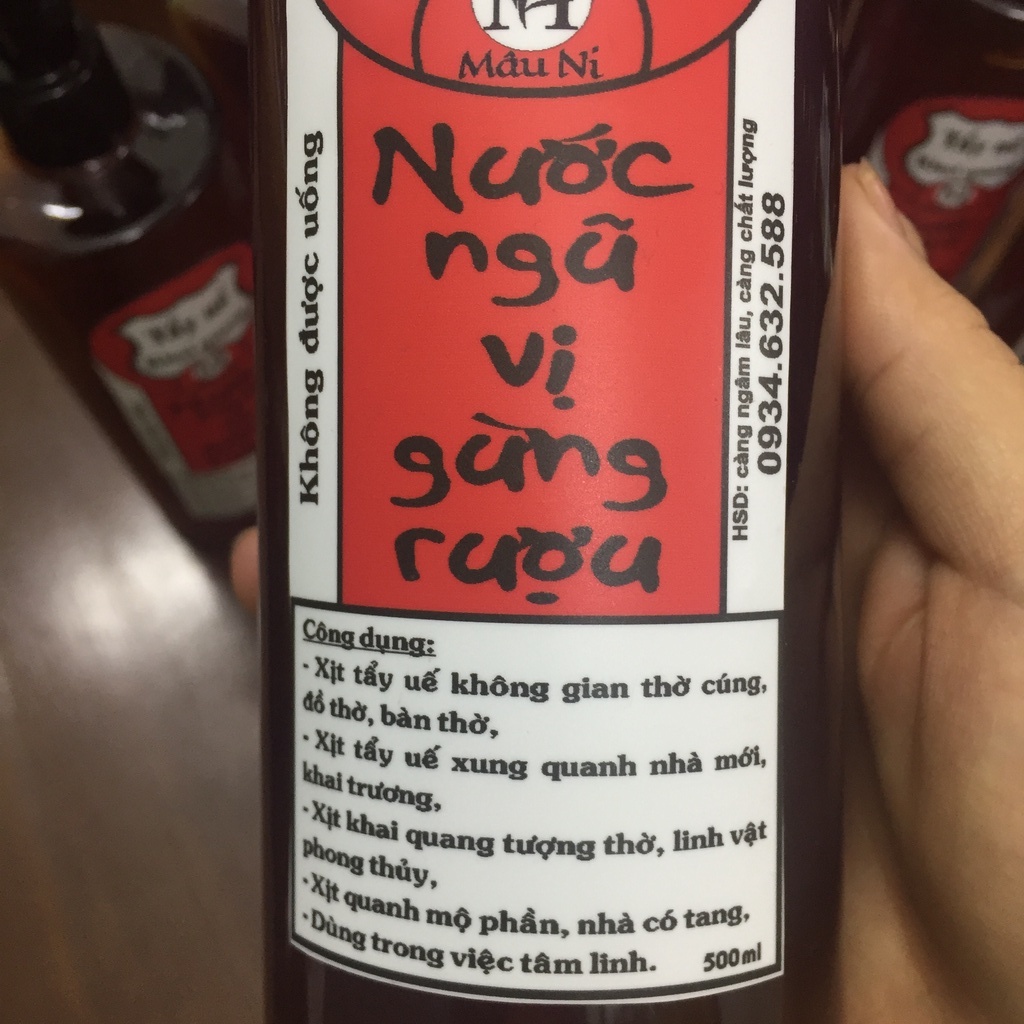 Mâu Ni
Nước
ngũ
vị
gừng
rượu
Không được uống
HSD: càng ngâm lâu, càng chất lượng
0934.632.588
Công dụng:
- Xịt tẩy uế không gian thờ cúng,
đồ thờ, bàn thờ,
- Xịt tẩy uế xung quanh nhà mới,
khai trương,
- Xịt khai quang tượng thờ, linh vật
phong thủy,
- Xịt quanh mộ phần, nhà có tang,
- Dùng trong việc tâm linh. 500ml
Tẩy uế